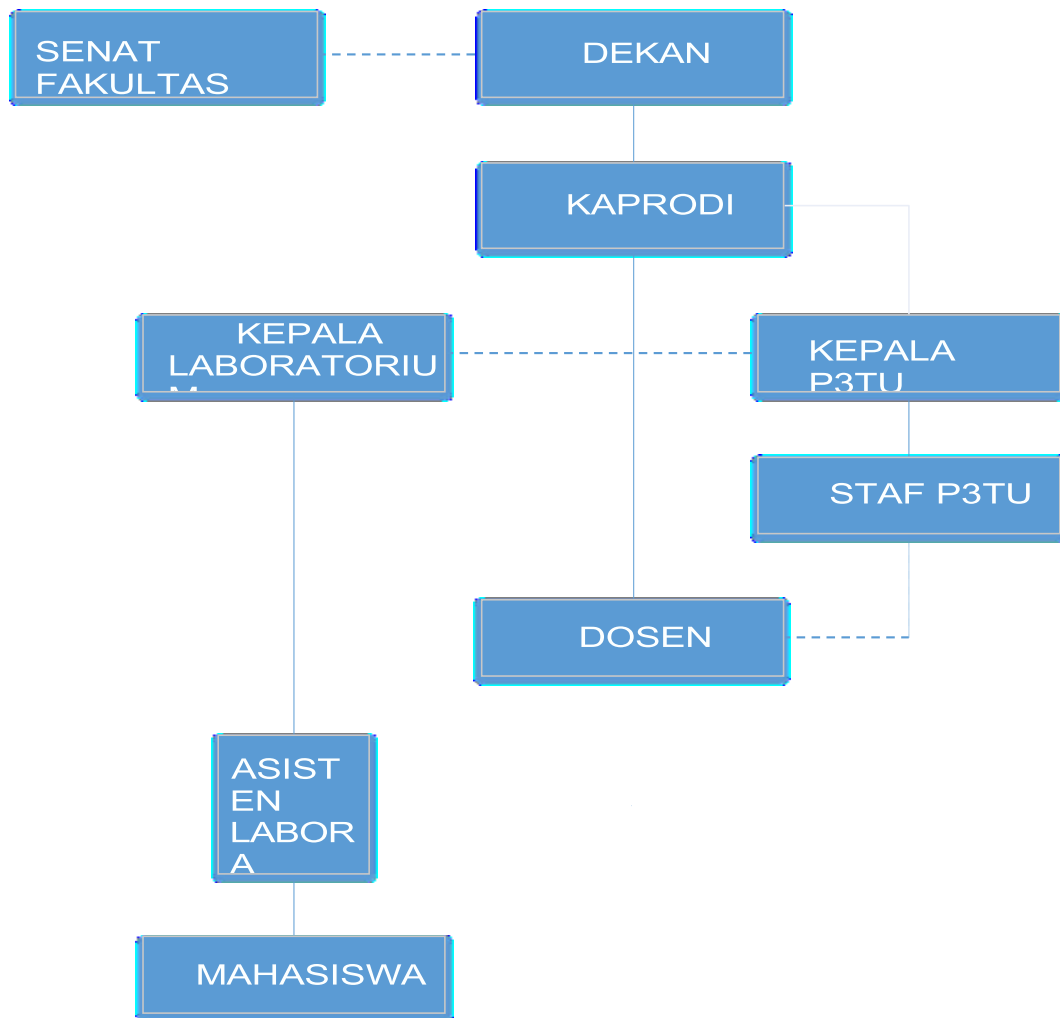 SENAT
FAKULTAS
DEKAN
KAPRODI
KEPALA
LABORATORIU
M
KEPALA
P3TU
STAF P3TU
DOSEN
ASIST
EN
LABOR
A
MAHASISWA